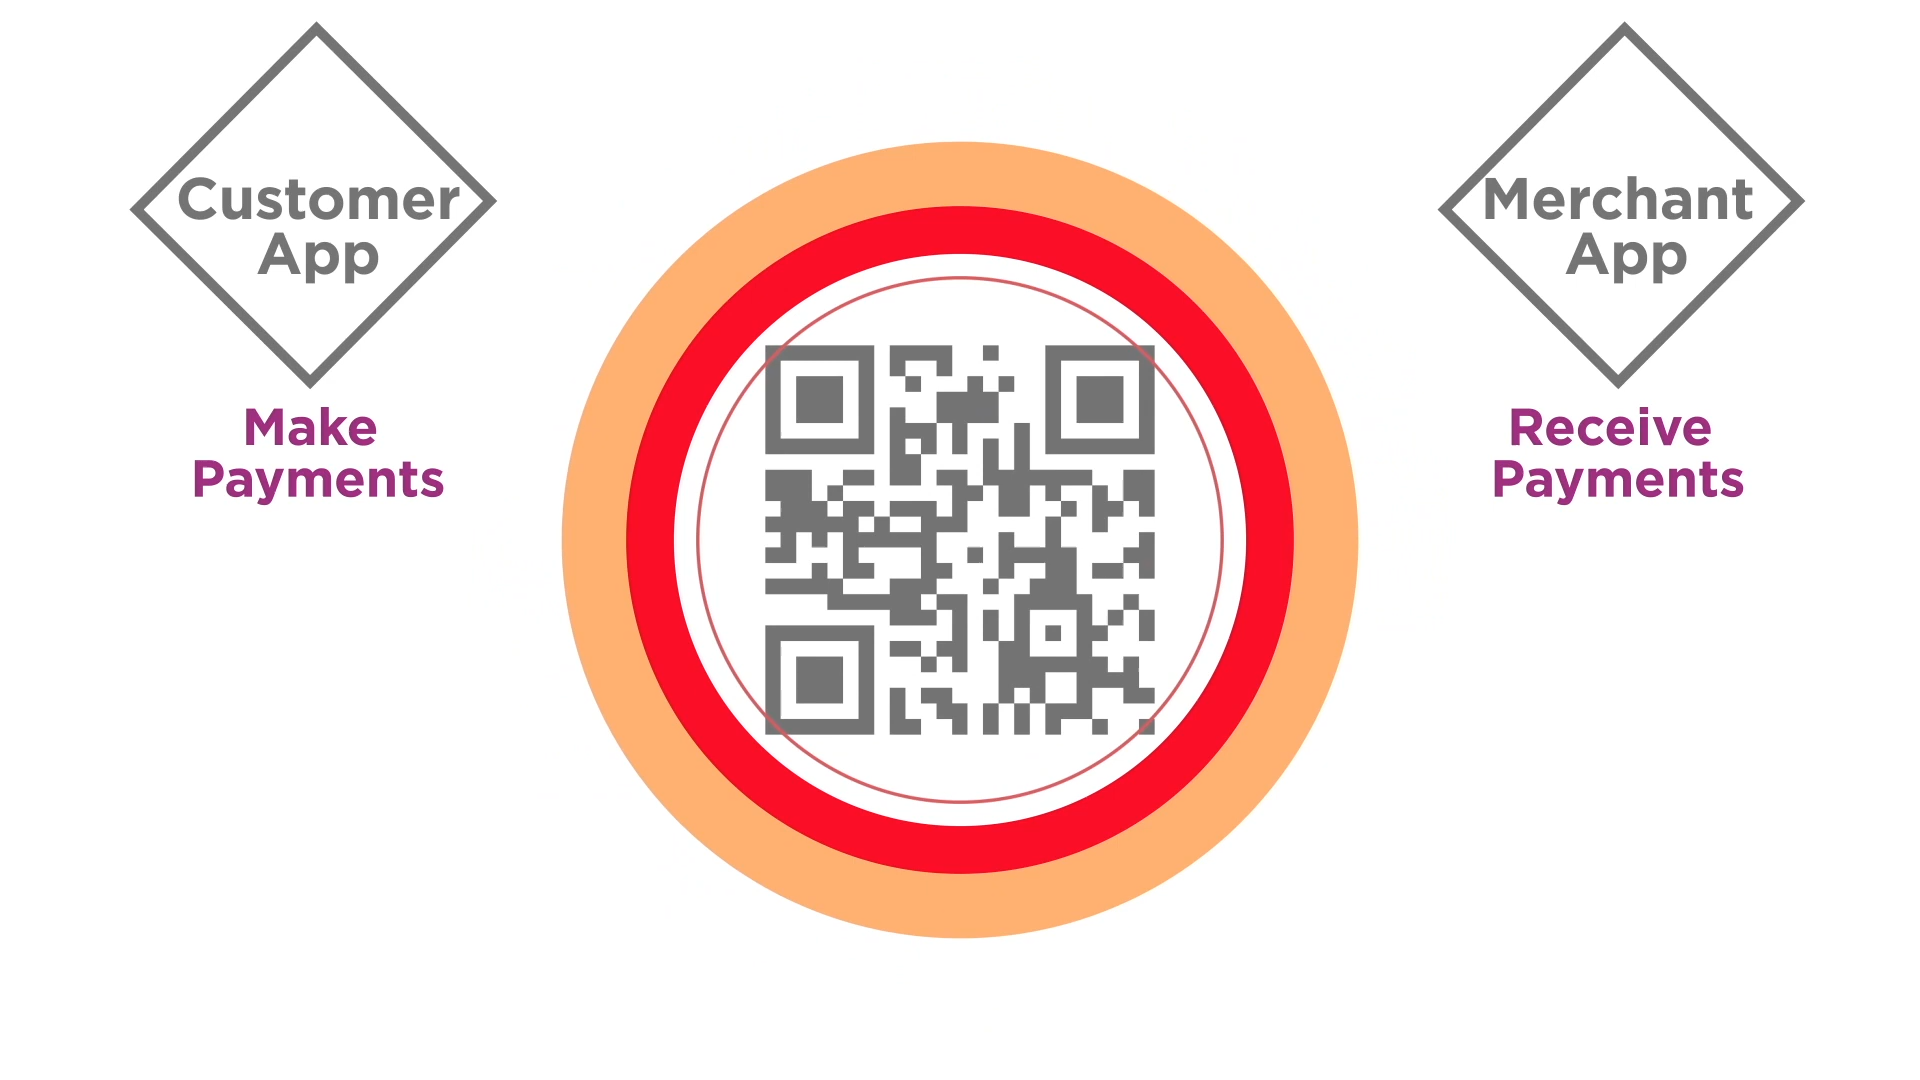 Customer
App
Make
Payments
Merchant
App
Receive
Payments